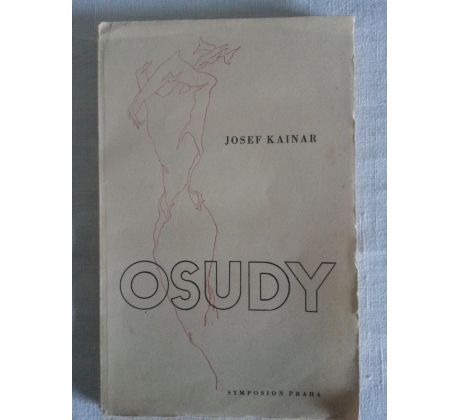 JOSEF KAINAR
OSUDY
SYMPOSION PRAHA